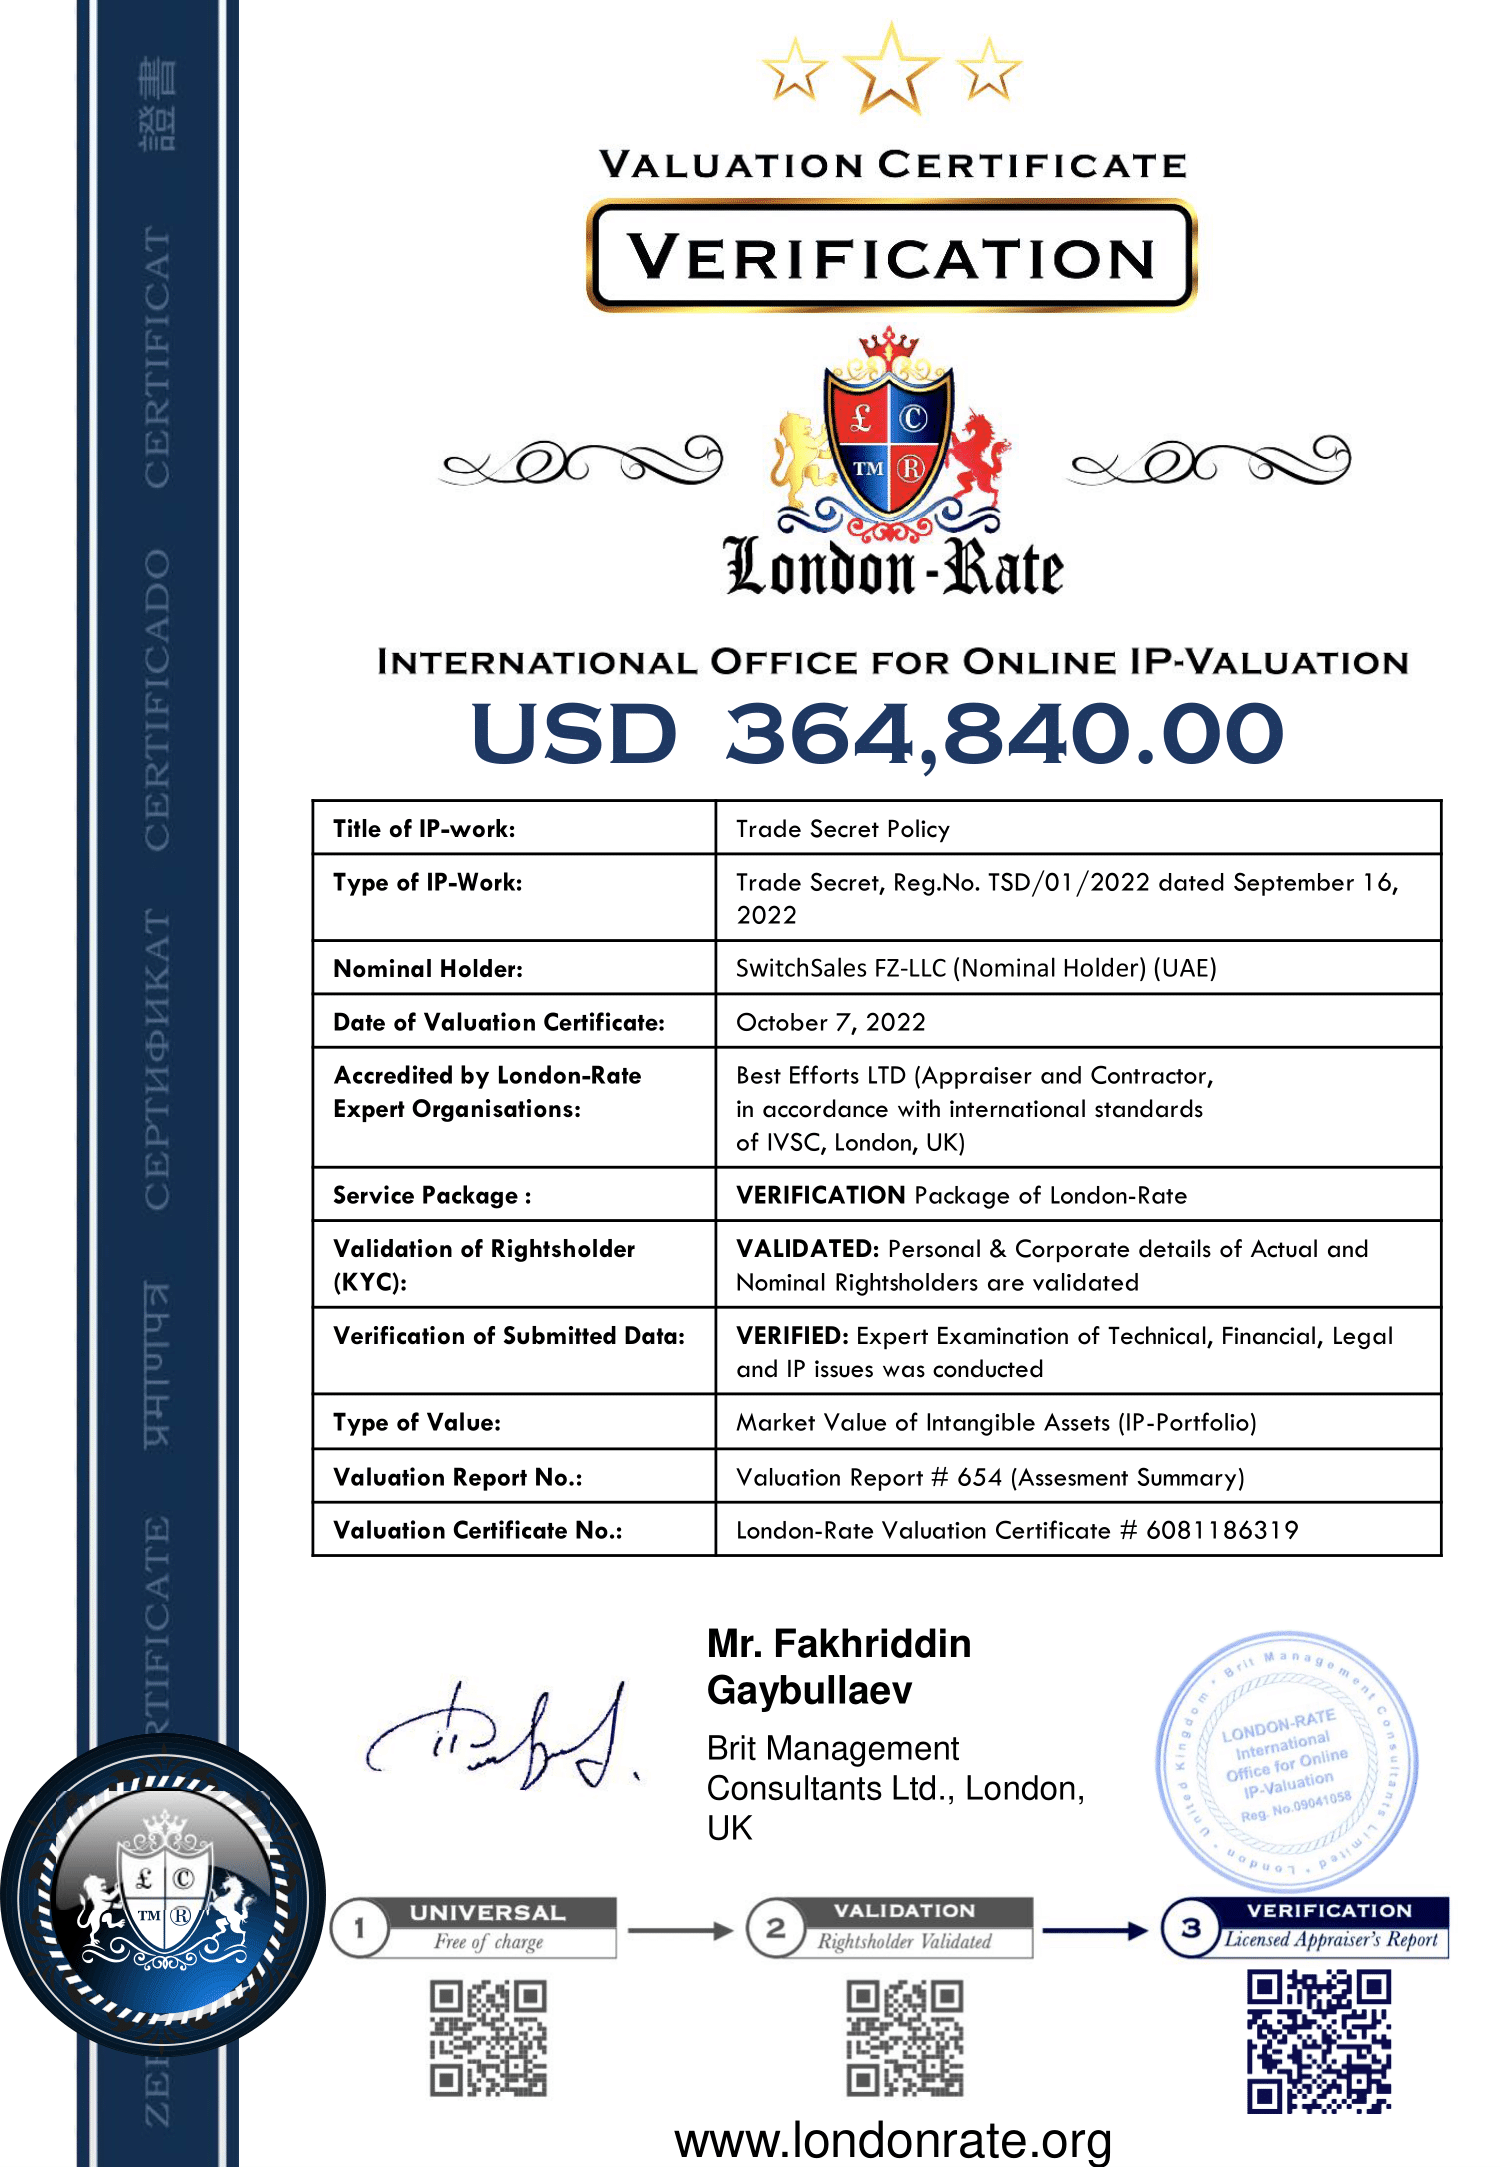 VALUATION CERTIFICATE
VERIFICATION
£ ©
TM ®
London-Rate
INTERNATIONAL OFFICE FOR ONLINE IP-VALUATION
USD 364,840.00
Title of IP-work: Trade Secret Policy
Type of IP-Work: Trade Secret, Reg.No. TSD/01/2022 dated September 16,
2022
Nominal Holder: SwitchSales FZ-LLC (Nominal Holder) (UAE)
Date of Valuation Certificate: October 7, 2022
Accredited by London-Rate
Expert Organisations:
Best Efforts LTD (Appraiser and Contractor,
in accordance with international standards
of IVSC, London, UK)
Service Package : VERIFICATION Package of London-Rate
Validation of Rightsholder
(KYC):
VALIDATED: Personal & Corporate details of Actual and
Nominal Rightsholders are validated
Verification of Submitted Data: VERIFIED: Expert Examination of Technical, Financial, Legal
and IP issues was conducted
Type of Value: Market Value of Intangible Assets (IP-Portfolio)
Valuation Report No.: Valuation Report # 654 (Assesment Summary)
Valuation Certificate No.: London-Rate Valuation Certificate # 6081186319
Mr. Fakhriddin
Gaybullaev
Brit Management
Consultants Ltd., London,
UK
Brit Management Consultants Limited • London • United Kingdom •
LONDON-RATE
International
Office for Online
IP-Valuation
Reg. No.09041058
1 UNIVERSAL
Free of charge
2 VALIDATION
Rightsholder Validated
3 VERIFICATION
Licensed Appraiser's Report
www.londonrate.org
ZER RTIFICATE प्रमाणपत्र СЕРТИФИКАТ CERTIFICADO CERTIFICAT 證書
£ ©
TM ®